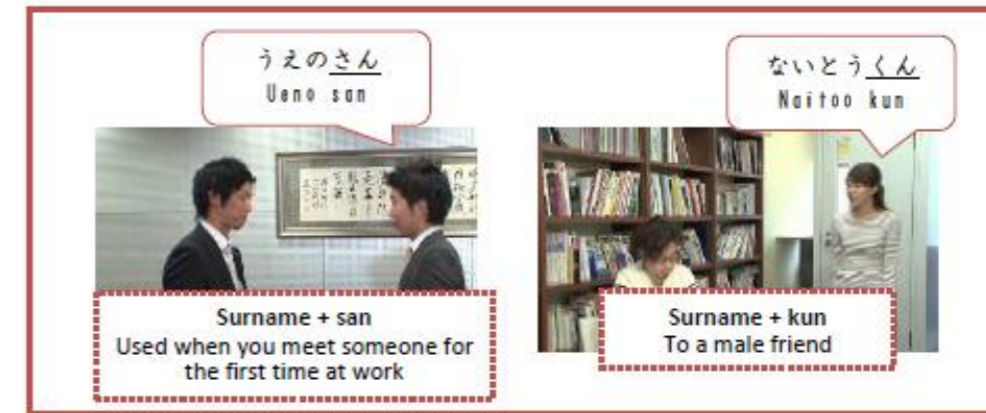 うえのさん
Ueno san
ないとうくん
Naitoo kun
Surname + san
Used when you meet someone for
the first time at work
Surname + kun
To a male friend